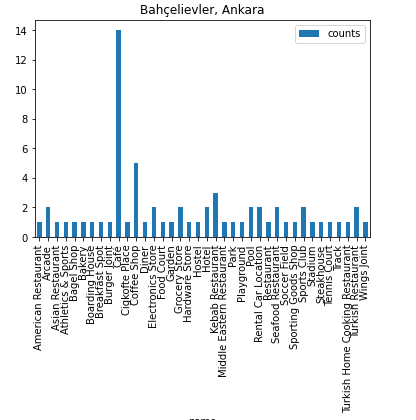 Bahçelievler, Ankara
counts
14
12
10
8
6
4
2
0
American Restaurant
Arcade
Asian Restaurant
Athletics & Sports
Bagel Shop
Bakery
Boarding House
Breakfast Spot
Burger Joint
Café
Çiğköfte Place
Coffee Shop
Diner
Electronics Store
Food Court
Garden
Grocery Store
Hardware Store
Hostel
Hotel
Kebab Restaurant
Middle Eastern Restaurant
Park
Playground
Pool
Rental Car Location
Restaurant
Seafood Restaurant
Soccer Field
Sporting Goods Shop
Sports Club
Stadium
Steakhouse
Tennis Court
Track
Turkish Home Cooking Restaurant
Turkish Restaurant
Wings Joint